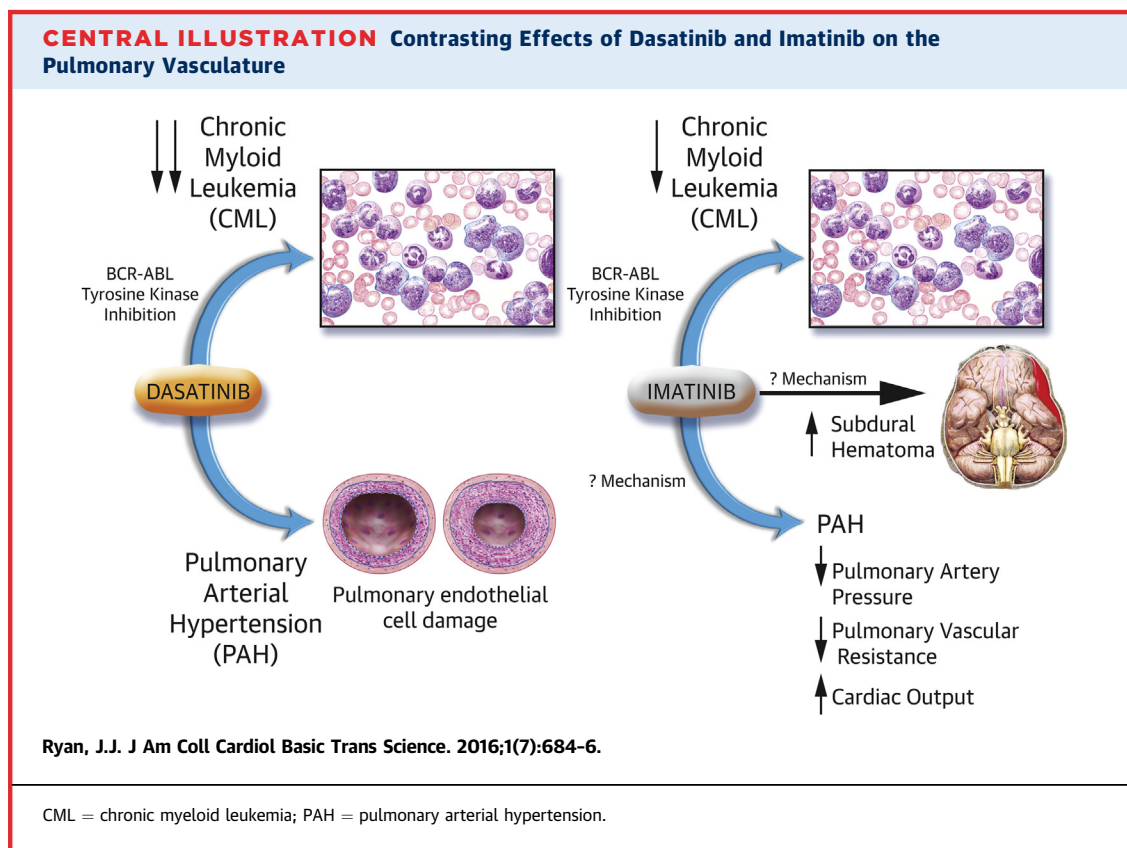 CENTRAL ILLUSTRATION Contrasting Effects of Dasatinib and Imatinib on the
Pulmonary Vasculature
Chronic
Myloid
Leukemia
(CML)
BCR-ABL
Tyrosine Kinase
Inhibition
DASATINIB
Pulmonary
Arterial
Hypertension
(PAH)
Pulmonary endothelial
cell damage
Chronic
Myloid
Leukemia
(CML)
BCR-ABL
Tyrosine Kinase
Inhibition
IMATINIB
? Mechanism
Subdural
Hematoma
? Mechanism
PAH
Pulmonary Artery
Pressure
Pulmonary Vascular
Resistance
Cardiac Output
Ryan, J.J. J Am Coll Cardiol Basic Trans Science. 2016;1(7):684–6.
CML = chronic myeloid leukemia; PAH = pulmonary arterial hypertension.